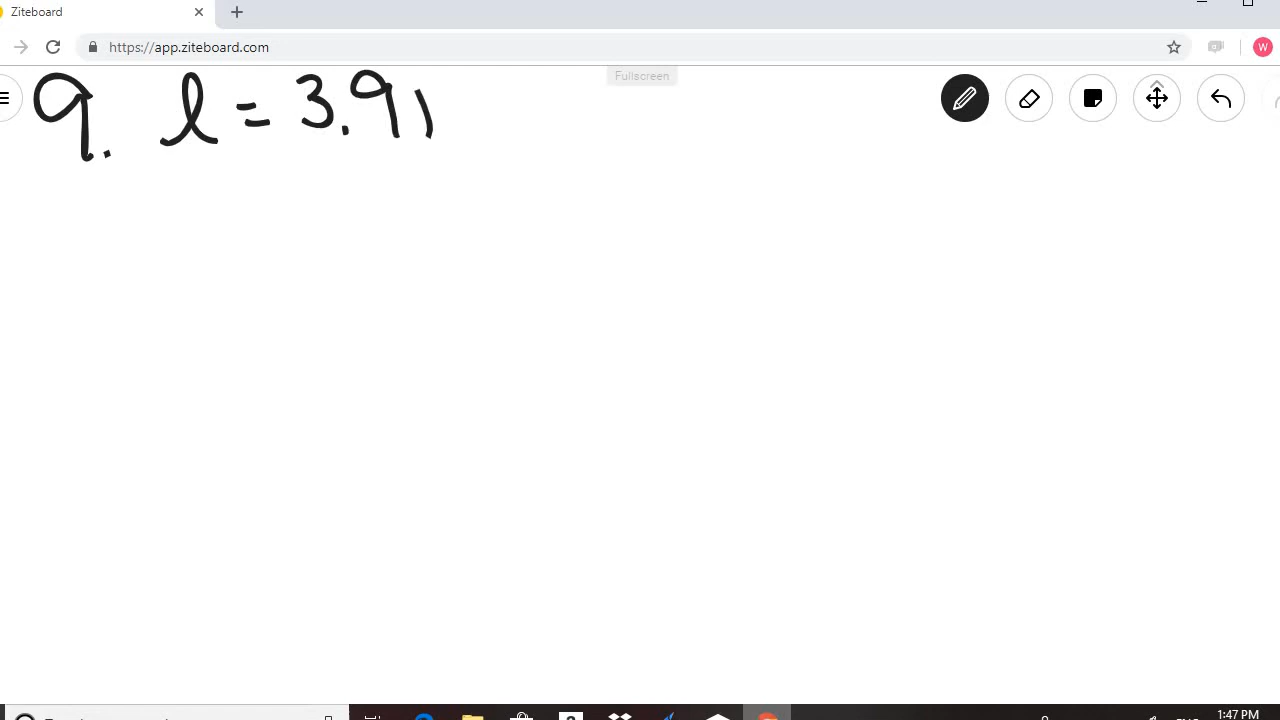 Ziteboard
https://app.ziteboard.com
W
Fullscreen
9. l = 3.91
1:47 PM